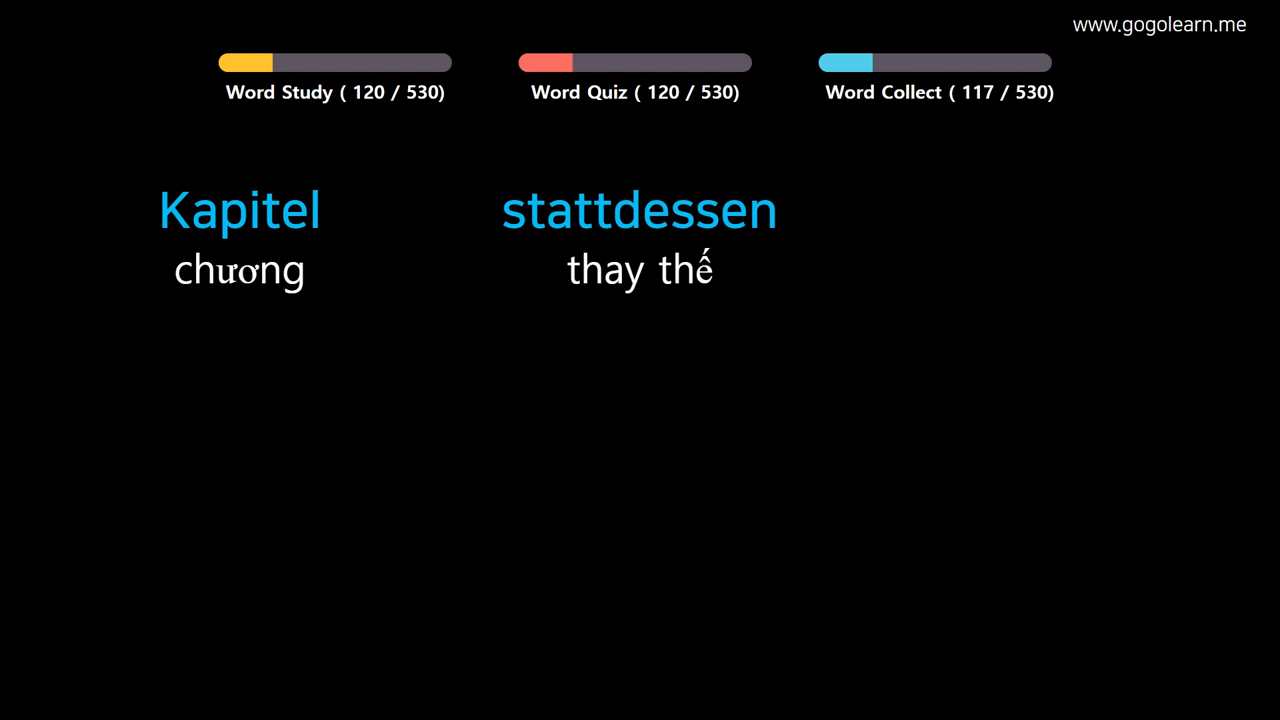 www.gogolearn.me
Word Study ( 120 / 530)
Word Quiz ( 120 / 530)
Word Collect ( 117 / 530)
Kapitel
chương
stattdessen
thay thế